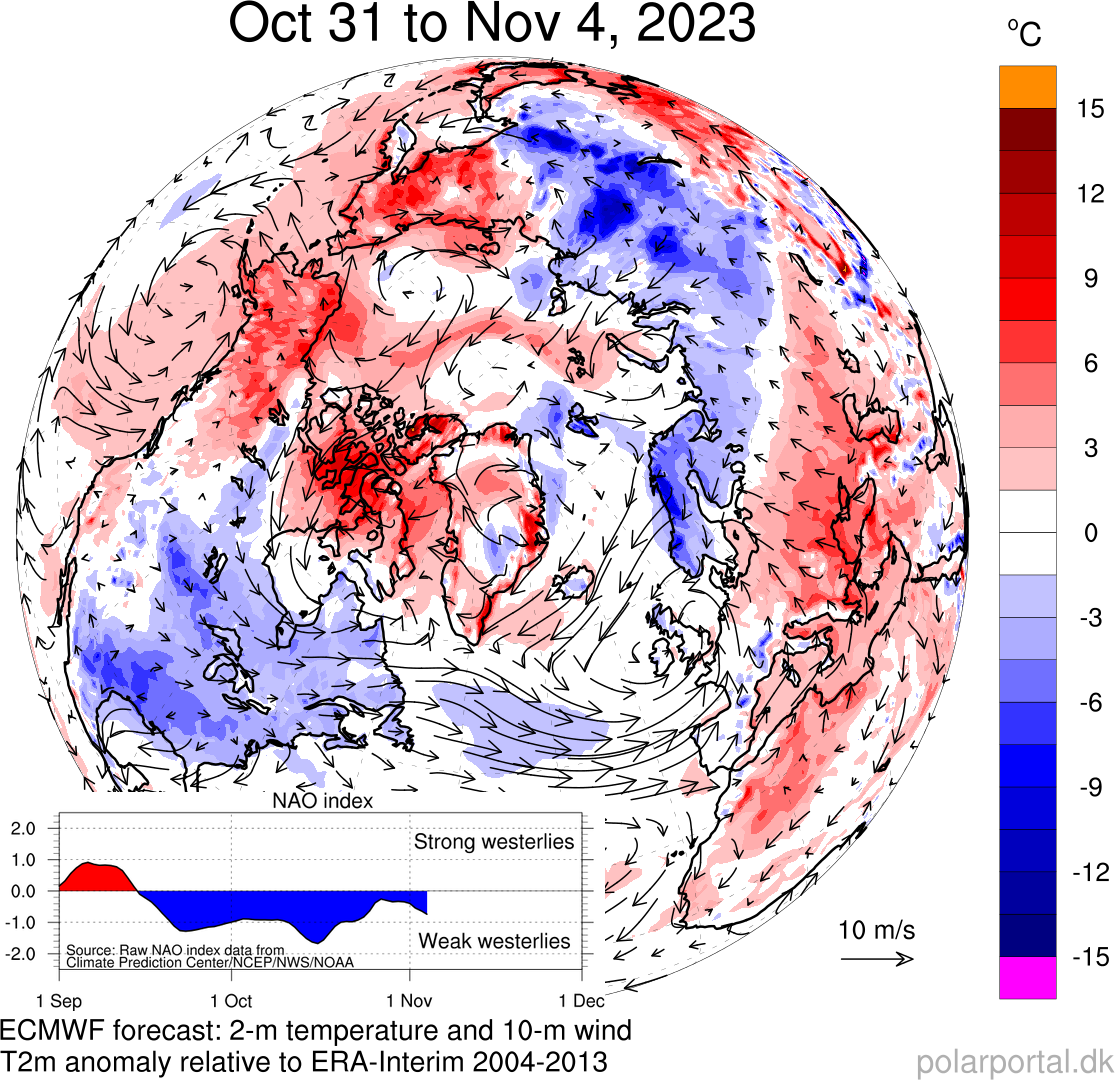 Oct 31 to Nov 4, 2023
°C
15
12
9
6
3
0
-3
-6
-9
-12
-15
NAO index
2.0
1.0
0.0
-1.0
-2.0
Strong westerlies
Weak westerlies
Source: Raw NAO index data from
Climate Prediction Center/NCEP/NWS/NOAA
1 Sep 1 Oct 1 Nov 1 Dec
10 m/s
ECMWF forecast: 2-m temperature and 10-m wind
T2m anomaly relative to ERA-Interim 2004-2013
polarportal.dk